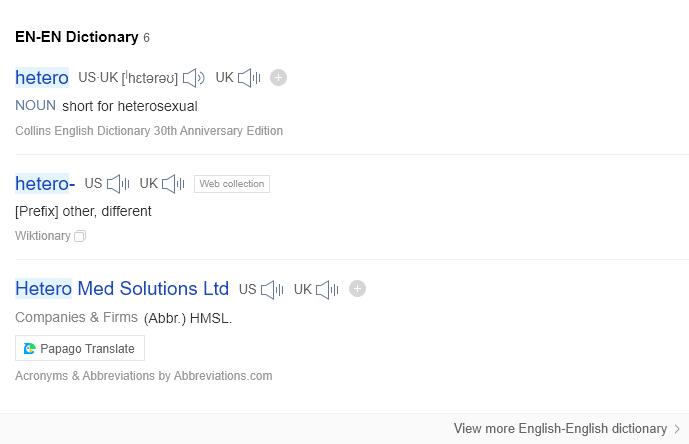 EN-EN Dictionary 6
hetero US·UK [ˈhɛtərəʊ] UK
NOUN short for heterosexual
Collins English Dictionary 30th Anniversary Edition
hetero- US UK Web collection
[Prefix] other, different
Wiktionary
Hetero Med Solutions Ltd US UK
Companies & Firms (Abbr.) HMSL.
Papago Translate
Acronyms & Abbreviations by Abbreviations.com
View more English-English dictionary